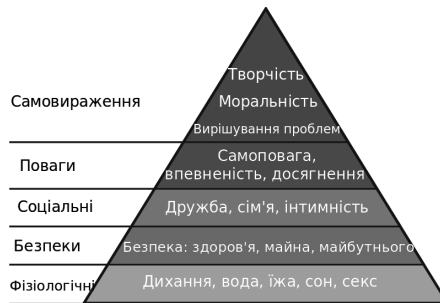 Творчість
Самовираження
Моральність
Вирішування проблем
Поваги
Самоповага,
впевненість, досягнення
Соціальні
Дружба, сім'я, інтимність
Безпеки
Безпека: здоров'я, майна, майбутнього
Фізіологічні
Дихання, вода, їжа, сон, секс